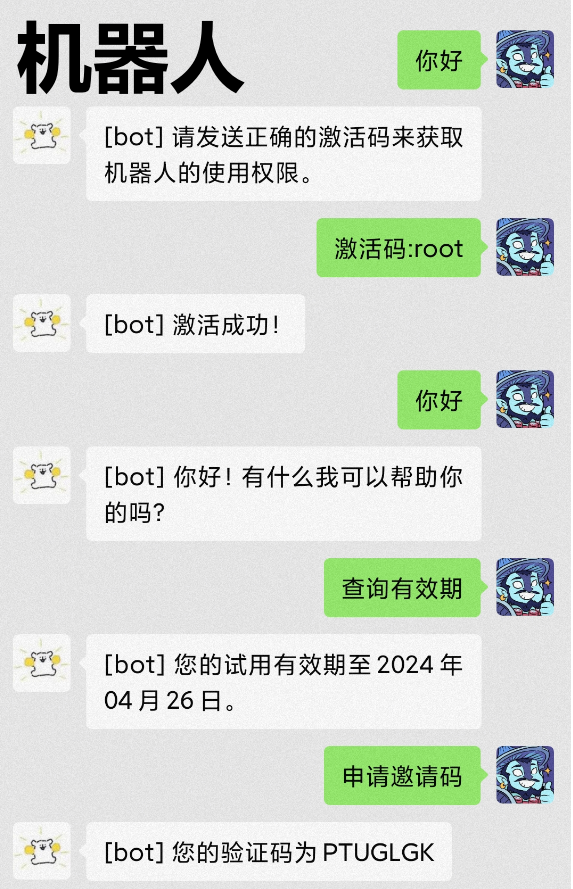 机器人
你好
[bot] 请发送正确的激活码来获取
机器人的使用权限。
激活码:root
[bot] 激活成功！
你好
[bot] 你好！有什么我可以帮助你
的吗?
查询有效期
[bot] 您的试用有效期至 2024 年
04 月 26 日。
申请邀请码
[bot] 您的验证码为 PTUGLGK